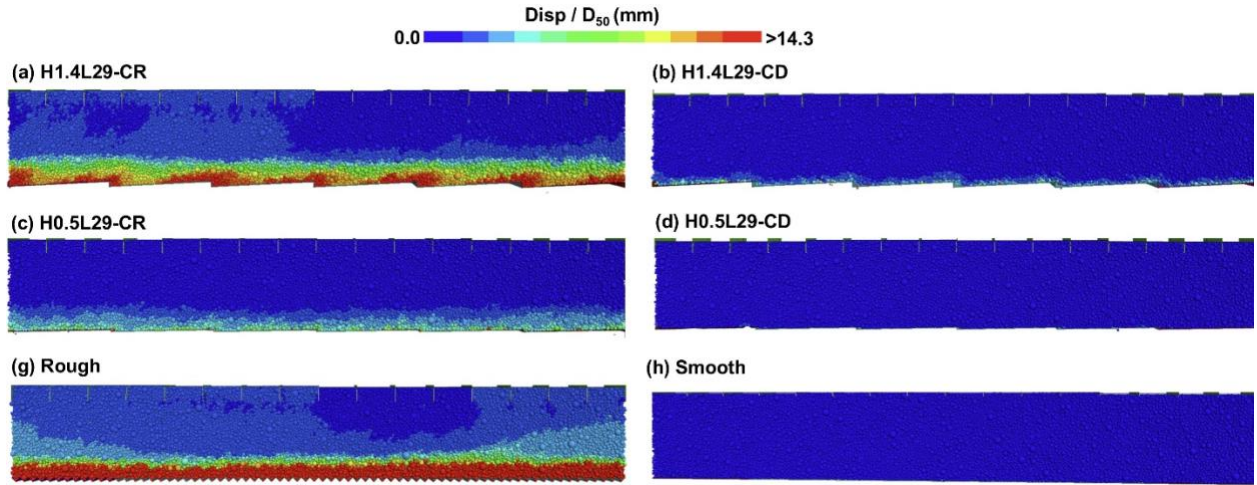 Disp / D50 (mm)
0.0 >14.3
(a) H1.4L29-CR
(b) H1.4L29-CD
(c) H0.5L29-CR
(d) H0.5L29-CD
(g) Rough
(h) Smooth